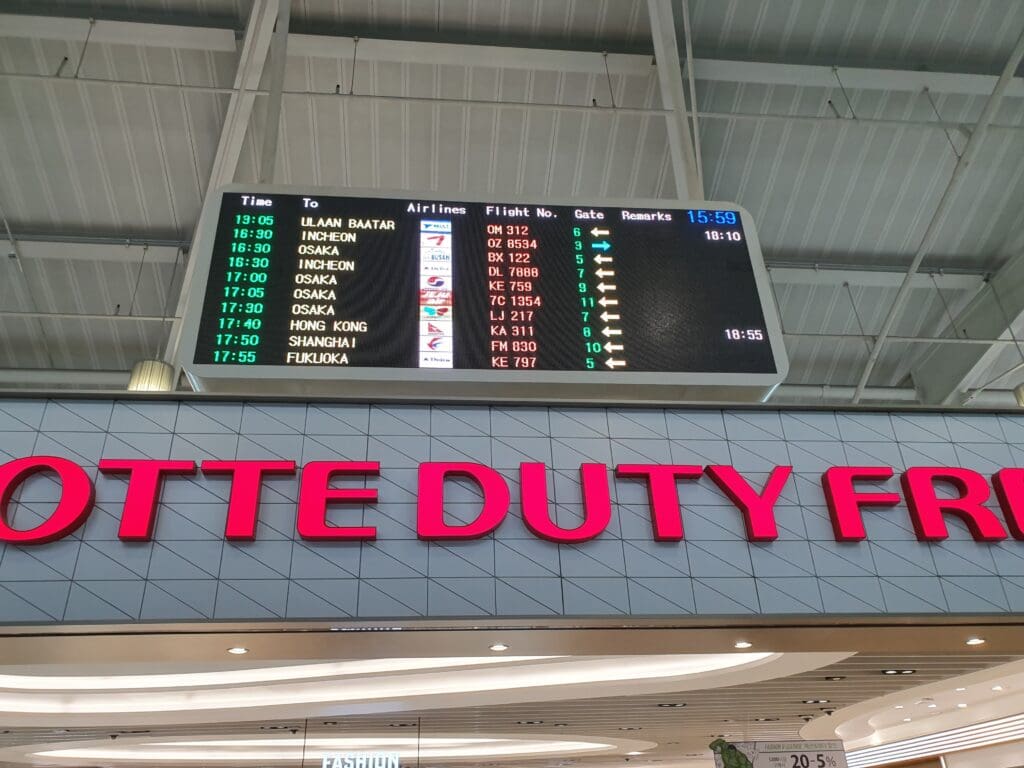 Time To Airlines Flight No. Gate Remarks 15:59
13:05 ULAAN BAATAR OM 312 6 ← 18:10
16:30 INCHEON OZ 8534 3 →
16:30 OSAKA BUSAN BX 122 5 ←
16:30 INCHEON DL 7888 7 ←
17:00 OSAKA KE 759 9 ←
17:05 OSAKA 7C 1354 11 ←
17:30 OSAKA LJ 217 7 ←
17:40 HONG KONG KA 311 8 ← 18:55
17:50 SHANGHAI FM 830 10 ←
17:55 FUKUOKA KE 797 5 ←
OTTE DUTY FRE
FASHION
20-5%